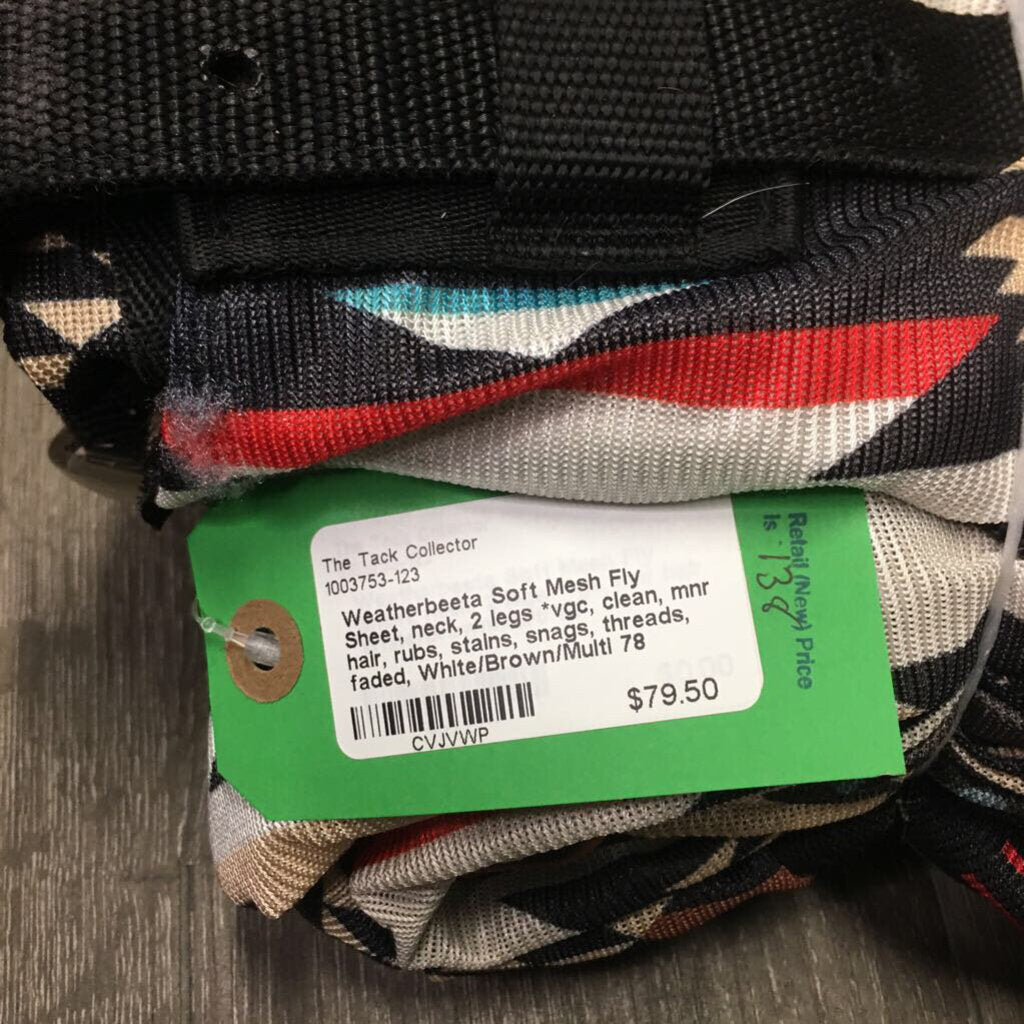 The Tack Collector
1003753-123
Weatherbeeta Soft Mesh Fly
Sheet, neck, 2 legs *vgc, clean, mnr
hair, rubs, stains, snags, threads,
faded, White/Brown/Multi 78
$79.50
CVJVWP
Retail (New) Price
Is 138